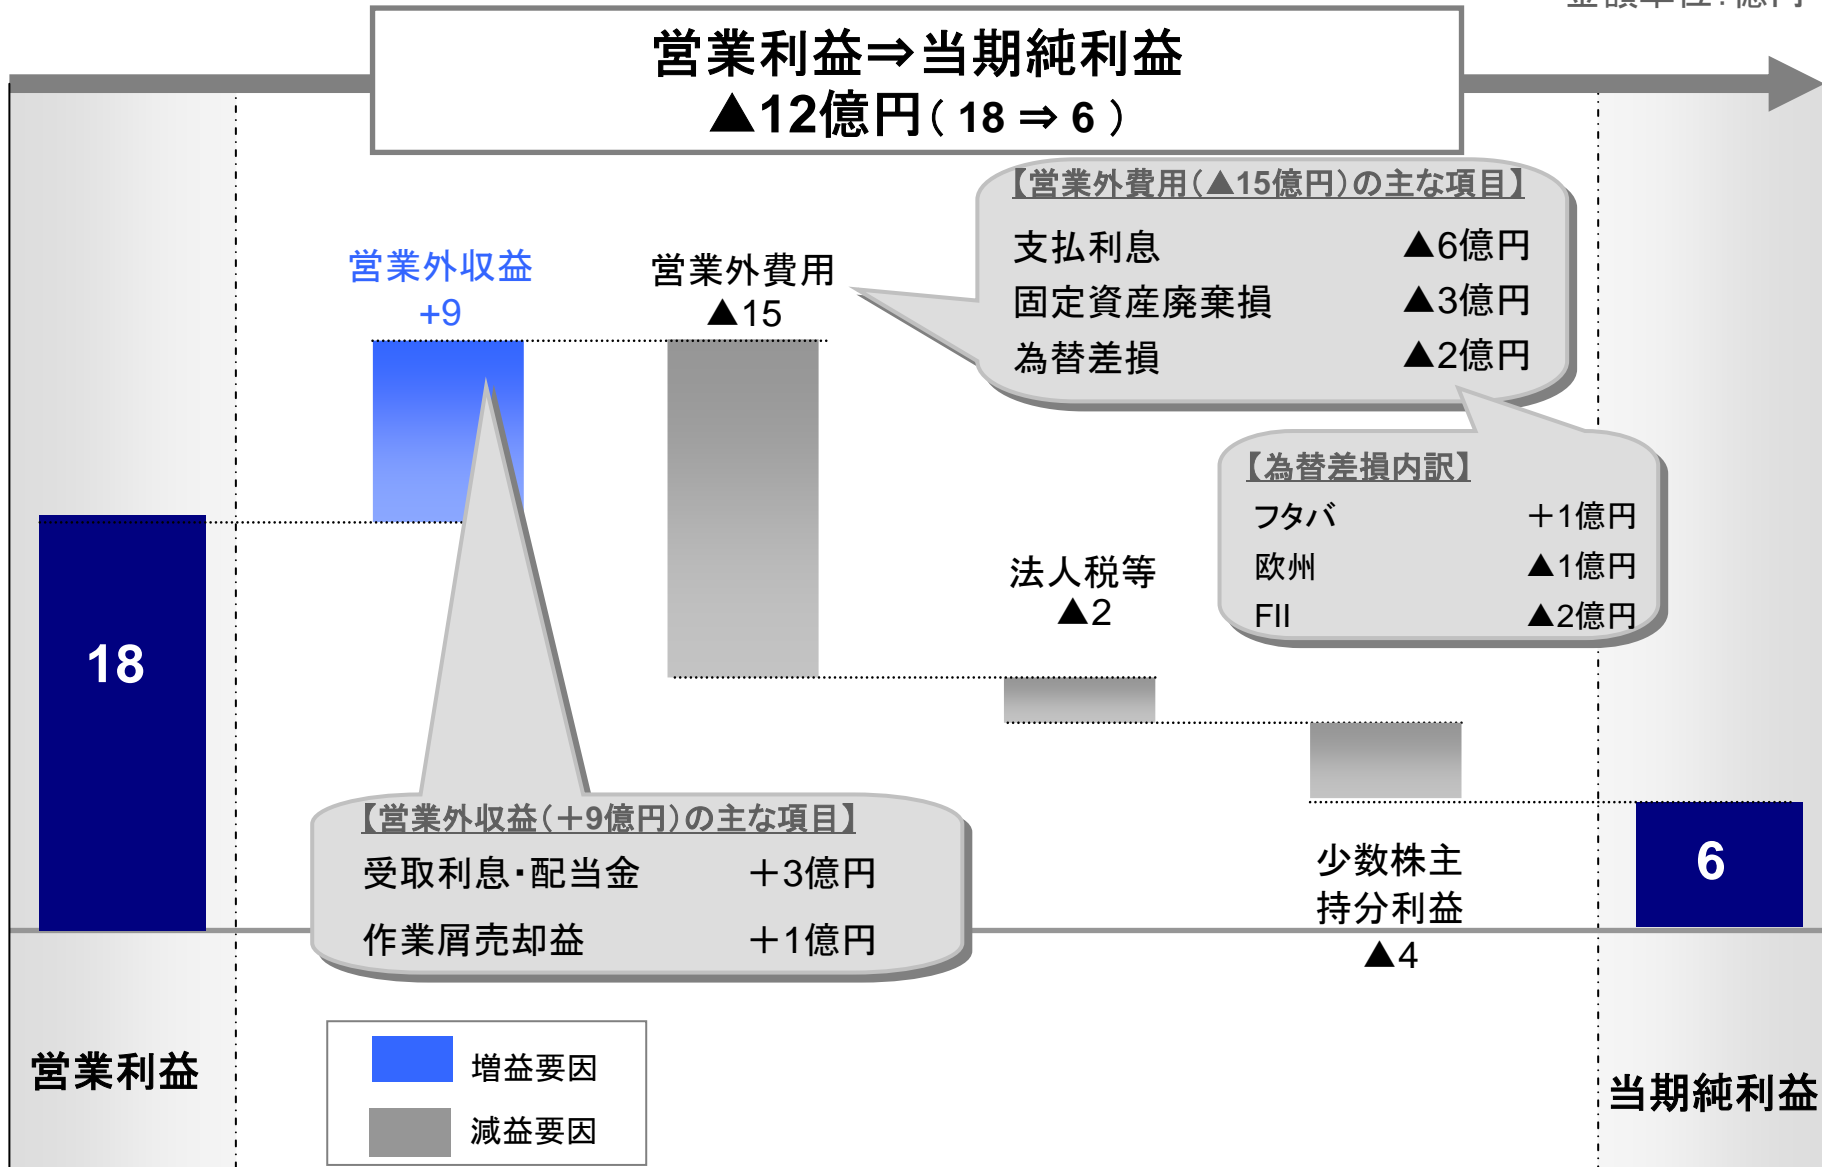 営業利益⇒当期純利益
▲12億円( 18 ⇒ 6 )
【営業外費用(▲15億円)の主な項目】
支払利息 ▲6億円
固定資産廃棄損 ▲3億円
為替差損 ▲2億円
営業外収益
+9
営業外費用
▲15
【為替差損内訳】
フタバ +1億円
欧州 ▲1億円
FII ▲2億円
法人税等
▲2
18
【営業外収益(+9億円)の主な項目】
受取利息・配当金 +3億円
作業屑売却益 +1億円
少数株主
持分利益
▲4
6
営業利益
増益要因
減益要因
当期純利益